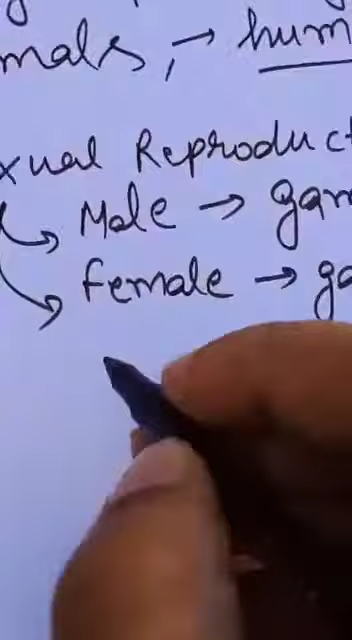 mals, → hum
xual Reproduct
Male → gam
female → ga